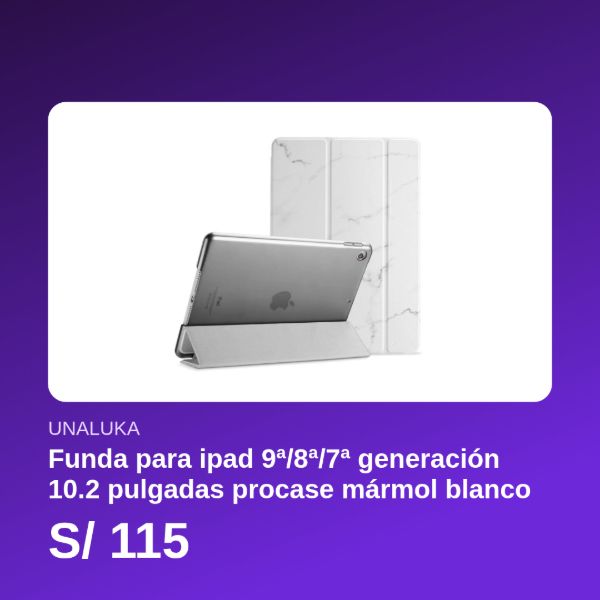 UNALUKA
Funda para ipad 9ª/8ª/7ª generación
10.2 pulgadas procase mármol blanco
S/ 115